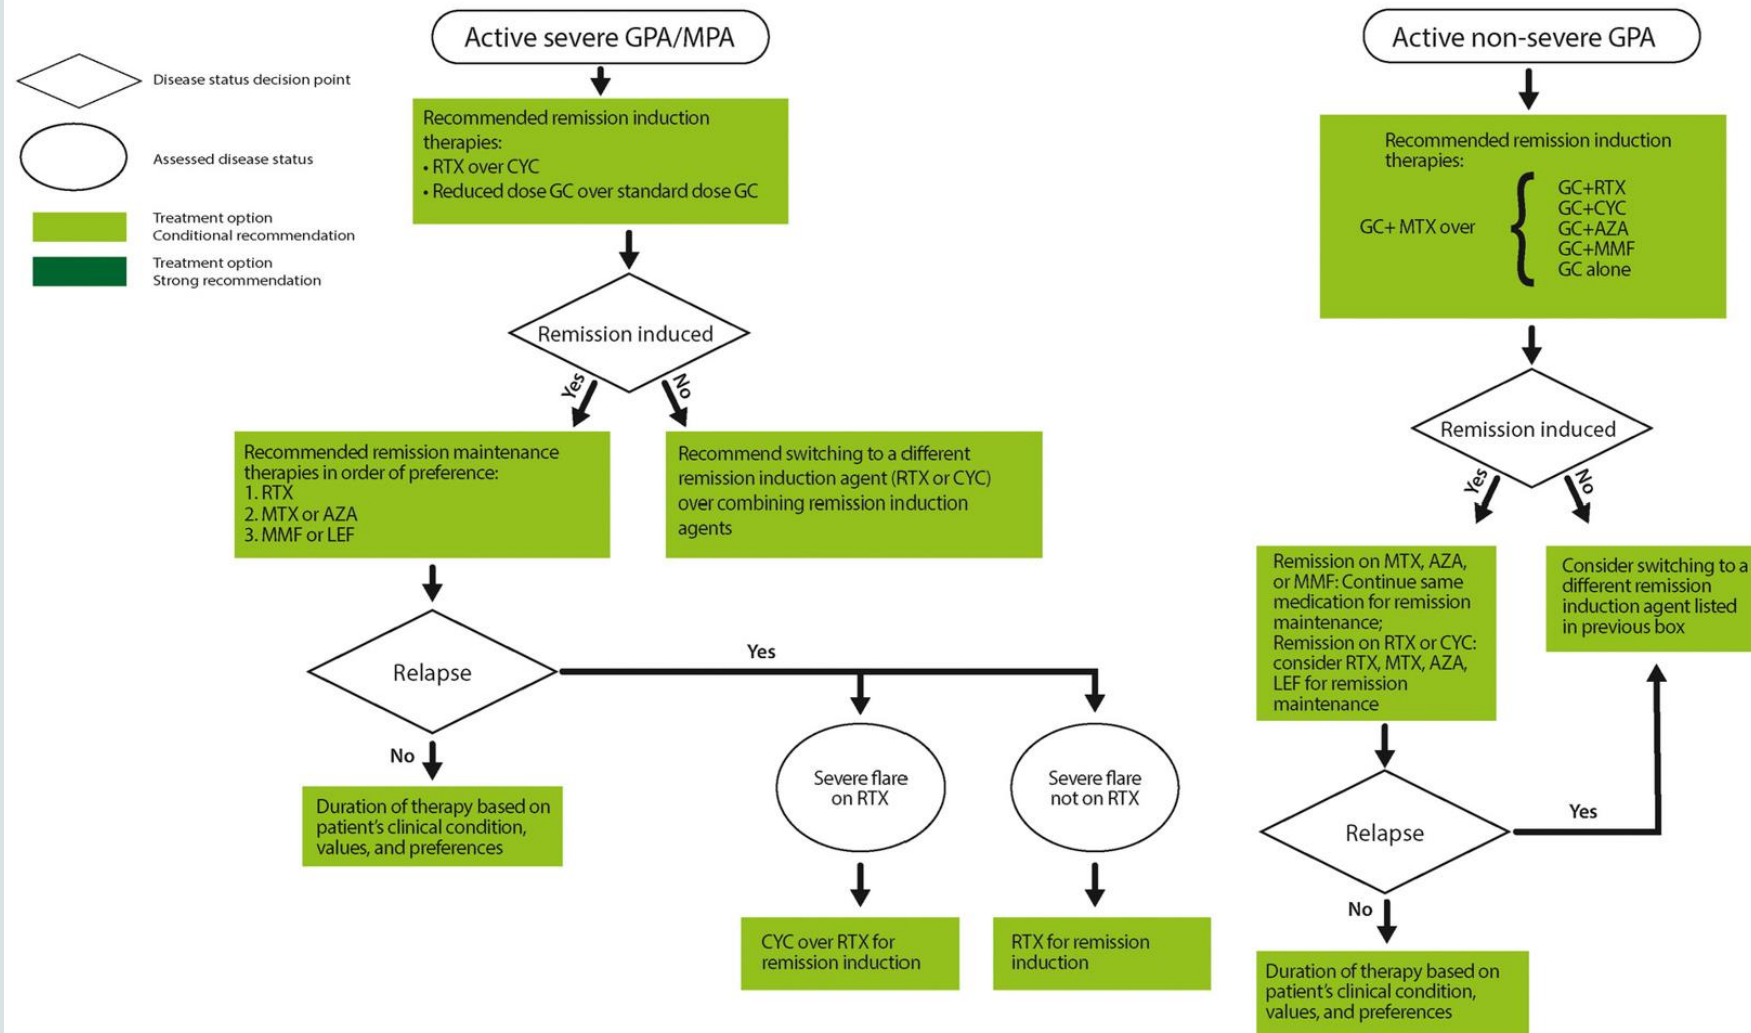 Disease status decision point
Assessed disease status
Treatment option
Conditional recommendation
Treatment option
Strong recommendation
Active severe GPA/MPA
Recommended remission induction
therapies:
• RTX over CYC
• Reduced dose GC over standard dose GC
Remission induced
Yes
No
Recommended remission maintenance
therapies in order of preference:
1. RTX
2. MTX or AZA
3. MMF or LEF
Recommend switching to a different
remission induction agent (RTX or CYC)
over combining remission induction
agents
Relapse
Yes
No
Duration of therapy based on
patient's clinical condition,
values, and preferences
Severe flare
on RTX
Severe flare
not on RTX
CYC over RTX for
remission induction
RTX for remission
induction
Active non-severe GPA
Recommended remission induction
therapies:
GC+ MTX over
GC+RTX
GC+CYC
GC+AZA
GC+MMF
GC alone
Remission induced
Yes
No
Remission on MTX, AZA,
or MMF: Continue same
medication for remission
maintenance;
Remission on RTX or CYC:
consider RTX, MTX, AZA,
LEF for remission
maintenance
Consider switching to a
different remission
induction agent listed
in previous box
Relapse
Yes
No
Duration of therapy based on
patient's clinical condition,
values, and preferences